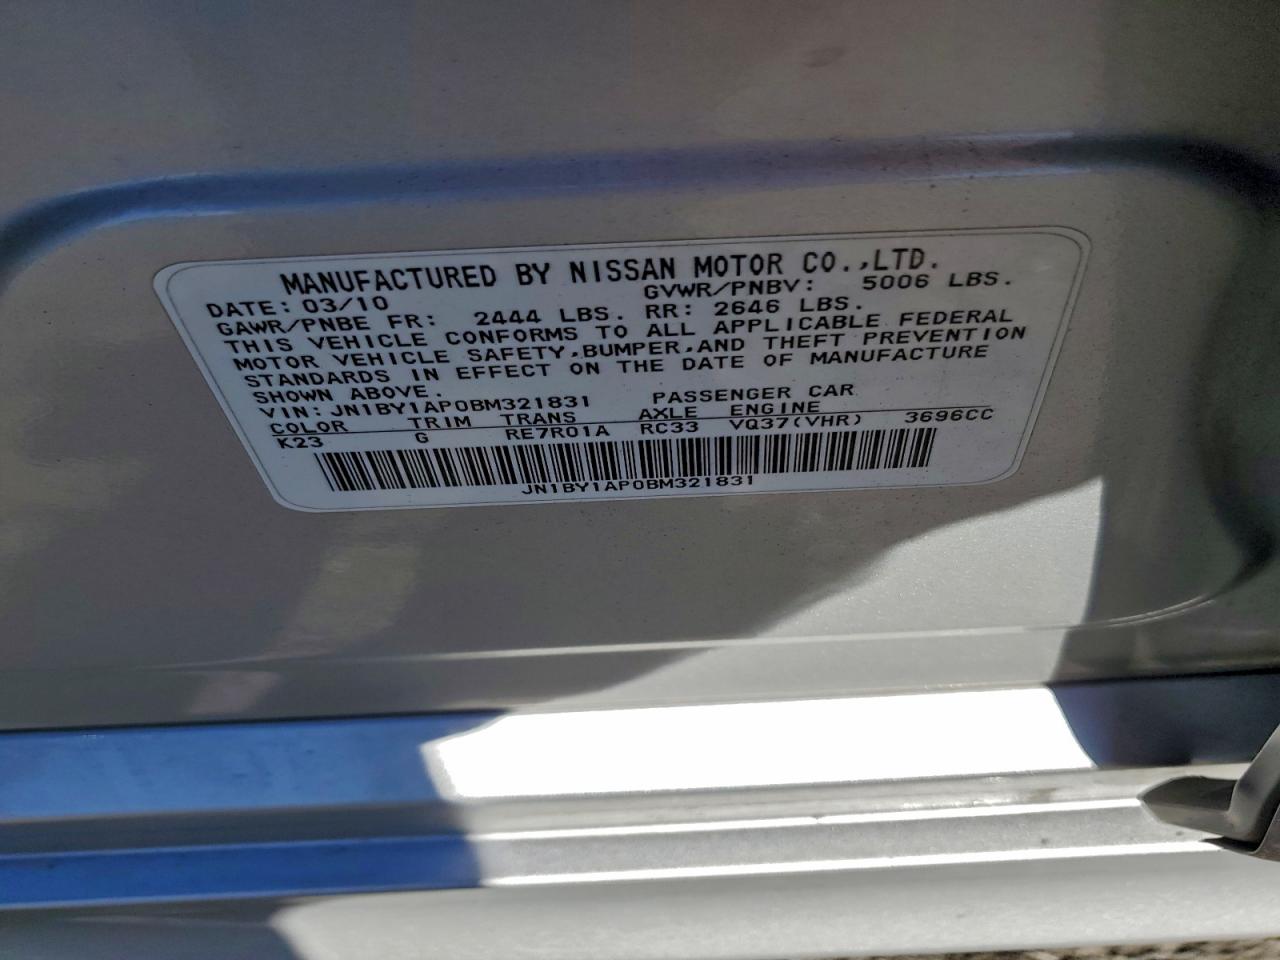 MANUFACTURED BY NISSAN MOTOR CO.,LTD.
DATE: 03/10 GVWR/PNBV: 5006 LBS.
GAWR/PNBE FR: 2444 LBS. RR: 2646 LBS.
THIS VEHICLE CONFORMS TO ALL APPLICABLE FEDERAL
MOTOR VEHICLE SAFETY,BUMPER,AND THEFT PREVENTION
STANDARDS IN EFFECT ON THE DATE OF MANUFACTURE
SHOWN ABOVE.
VIN: JN1BY1AP0BM321831 PASSENGER CAR
COLOR TRIM TRANS AXLE ENGINE
K23 G RE7R01A RC33 VQ37(VHR) 3696CC
JN1BY1AP0BM321831